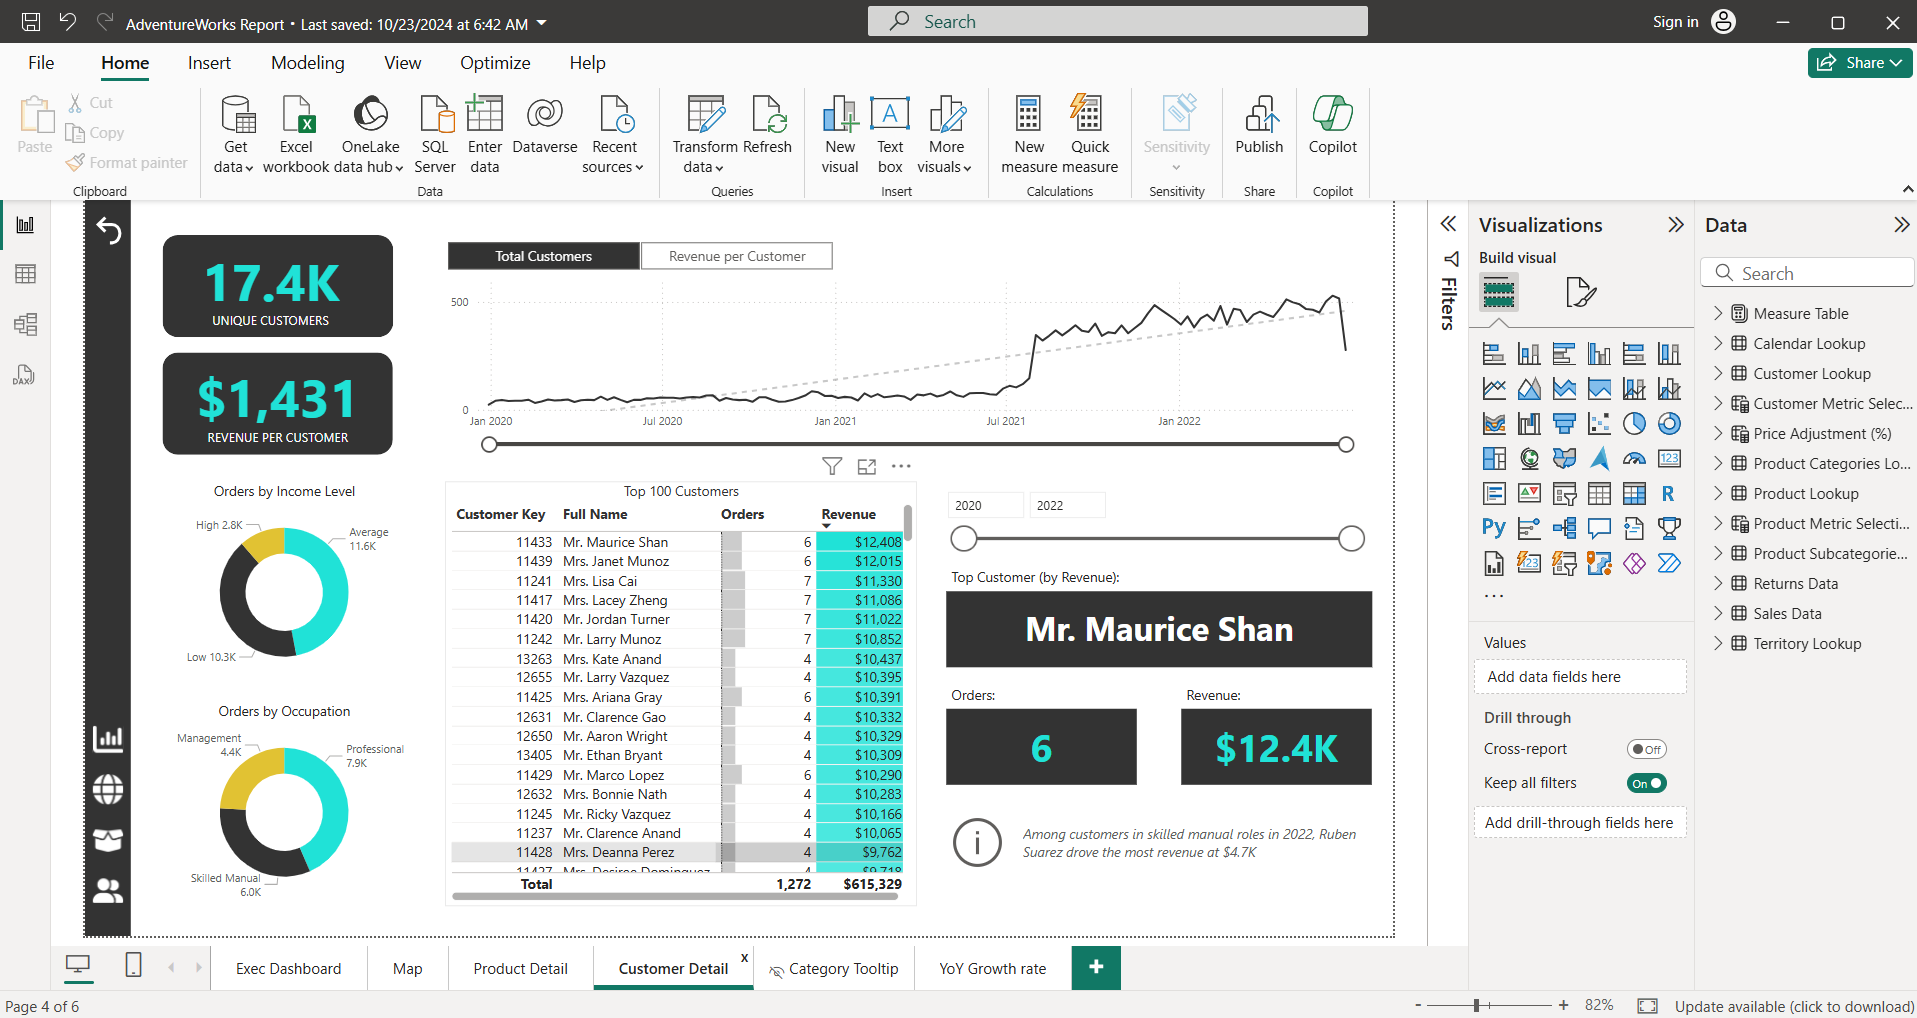 AdventureWorks Report • Last saved: 10/23/2024 at 6:42 AM
Search
Sign in
File Home Insert Modeling View Optimize Help
Share
Paste
Cut
Copy
Format painter
Clipboard
Get data
Excel workbook
OneLake data hub
SQL Server
Enter data
Dataverse
Recent sources
Data
Transform data
Refresh
Queries
New visual
Text box
More visuals
Insert
New measure
Quick measure
Calculations
Sensitivity
Sensitivity
Publish
Share
Copilot
Copilot
17.4K
UNIQUE CUSTOMERS
$1,431
REVENUE PER CUSTOMER
Total Customers
Revenue per Customer
500
0
Jan 2020 Jul 2020 Jan 2021 Jul 2021 Jan 2022
Orders by Income Level
High 2.8K
Average
11.6K
Low 10.3K
Orders by Occupation
Management
4.4K
Professional
7.9K
Skilled Manual
6.0K
Top 100 Customers
Customer Key Full Name Orders Revenue
11433 Mr. Maurice Shan 6 $12,408
11439 Mrs. Janet Munoz 6 $12,015
11241 Mrs. Lisa Cai 7 $11,330
11417 Mrs. Lacey Zheng 7 $11,086
11420 Mr. Jordan Turner 7 $11,022
11242 Mr. Larry Munoz 7 $10,852
13263 Mrs. Kate Anand 4 $10,437
12655 Mr. Larry Vazquez 4 $10,395
11425 Mrs. Ariana Gray 6 $10,391
12631 Mr. Clarence Gao 4 $10,332
12650 Mr. Aaron Wright 4 $10,329
13405 Mr. Ethan Bryant 4 $10,309
11429 Mr. Marco Lopez 6 $10,290
12632 Mrs. Bonnie Nath 4 $10,283
11245 Mr. Ricky Vazquez 4 $10,166
11237 Mr. Clarence Anand 4 $10,065
11428 Mrs. Deanna Perez 4 $9,762
11427 Mrs. Desiree Dominguez 4 $9,718
Total 1,272 $615,329
2020
2022
Top Customer (by Revenue):
Mr. Maurice Shan
Orders:
6
Revenue:
$12.4K
Among customers in skilled manual roles in 2022, Ruben
Suarez drove the most revenue at $4.7K
Filters
Visualizations
Build visual
Values
Add data fields here
Drill through
Cross-report
Off
Keep all filters
On
Add drill-through fields here
Data
Search
Measure Table
Calendar Lookup
Customer Lookup
Customer Metric Selec...
Price Adjustment (%)
Product Categories Lo...
Product Lookup
Product Metric Selecti...
Product Subcategorie...
Returns Data
Sales Data
Territory Lookup
Exec Dashboard
Map
Product Detail
Customer Detail
x
Category Tooltip
YoY Growth rate
+
Page 4 of 6
- + 82%
Update available (click to download)